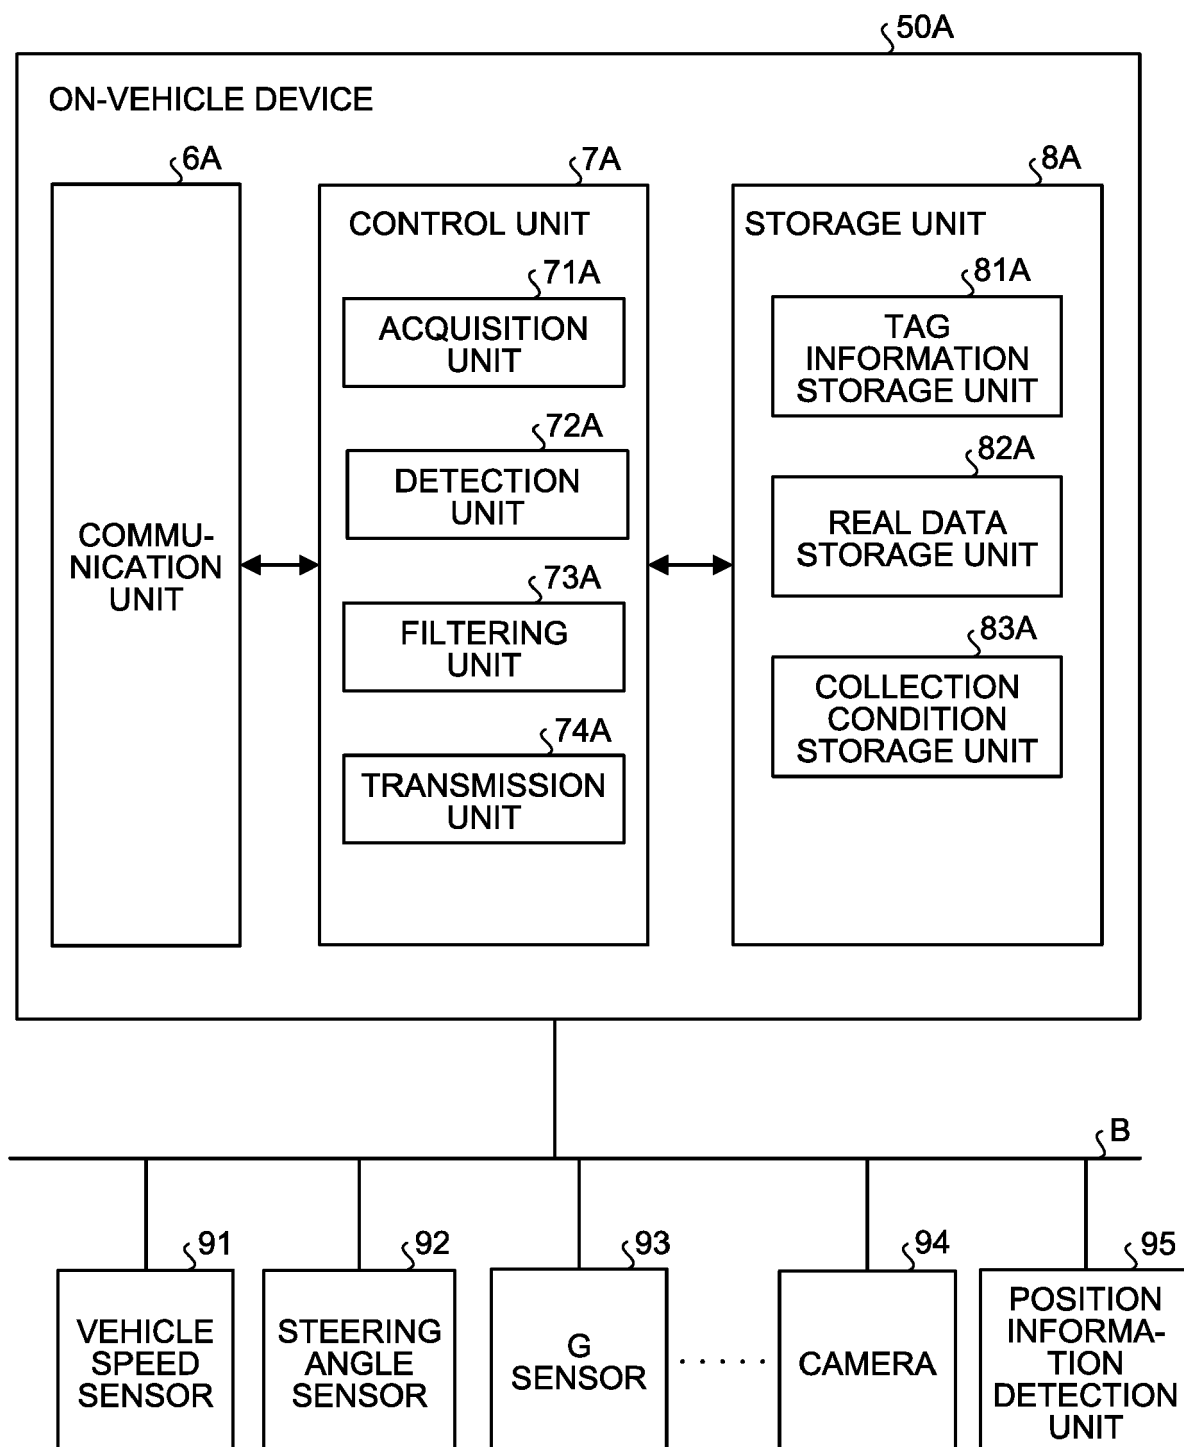 50A
ON-VEHICLE DEVICE
6A
COMMU-
NICATION
UNIT
7A
CONTROL UNIT
71A
ACQUISITION
UNIT
72A
DETECTION
UNIT
73A
FILTERING
UNIT
74A
TRANSMISSION
UNIT
8A
STORAGE UNIT
81A
TAG
INFORMATION
STORAGE UNIT
82A
REAL DATA
STORAGE UNIT
83A
COLLECTION
CONDITION
STORAGE UNIT
B
91
VEHICLE
SPEED
SENSOR
92
STEERING
ANGLE
SENSOR
93
G
SENSOR
. . . . . .
94
CAMERA
95
POSITION
INFORMA-
TION
DETECTION
UNIT